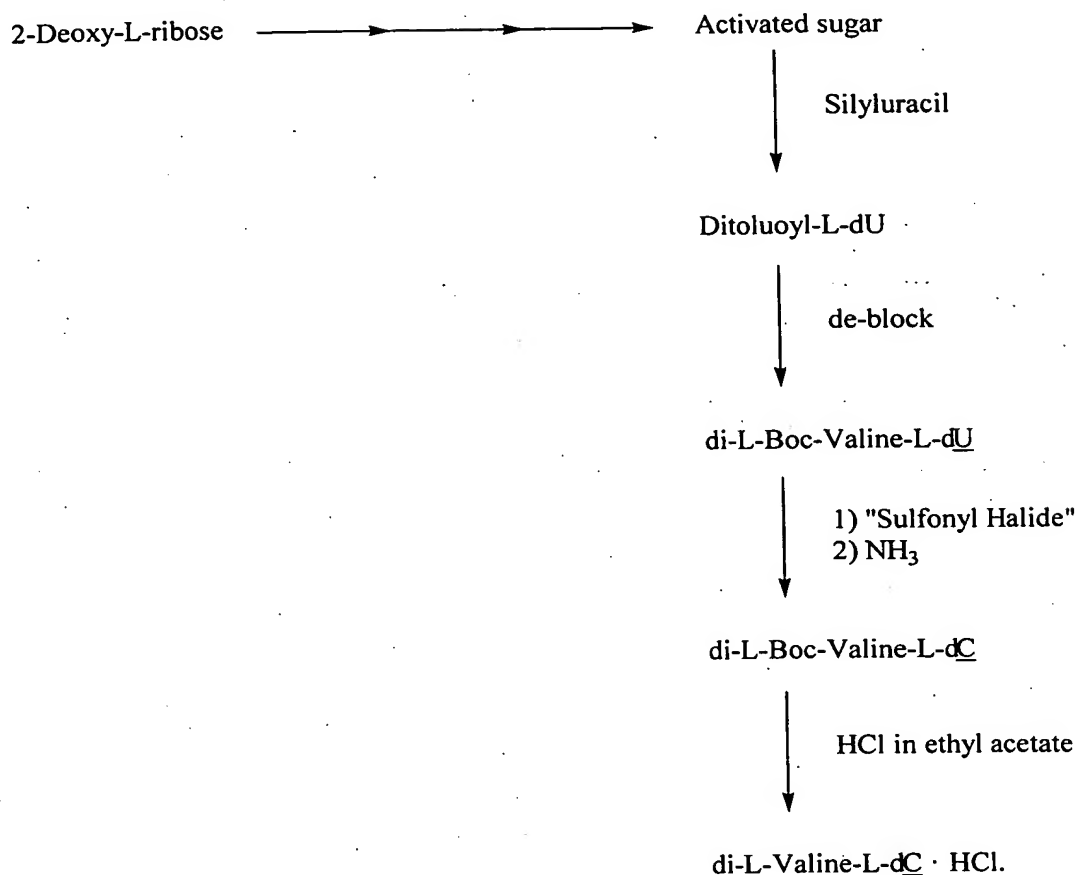 2-Deoxy-L-ribose
Activated sugar
Silyluracil
Ditoluoyl-L-dU
de-block
di-L-Boc-Valine-L-dU
1) "Sulfonyl Halide"
2) NH₃
di-L-Boc-Valine-L-dC
HCl in ethyl acetate
di-L-Valine-L-dC · HCl.